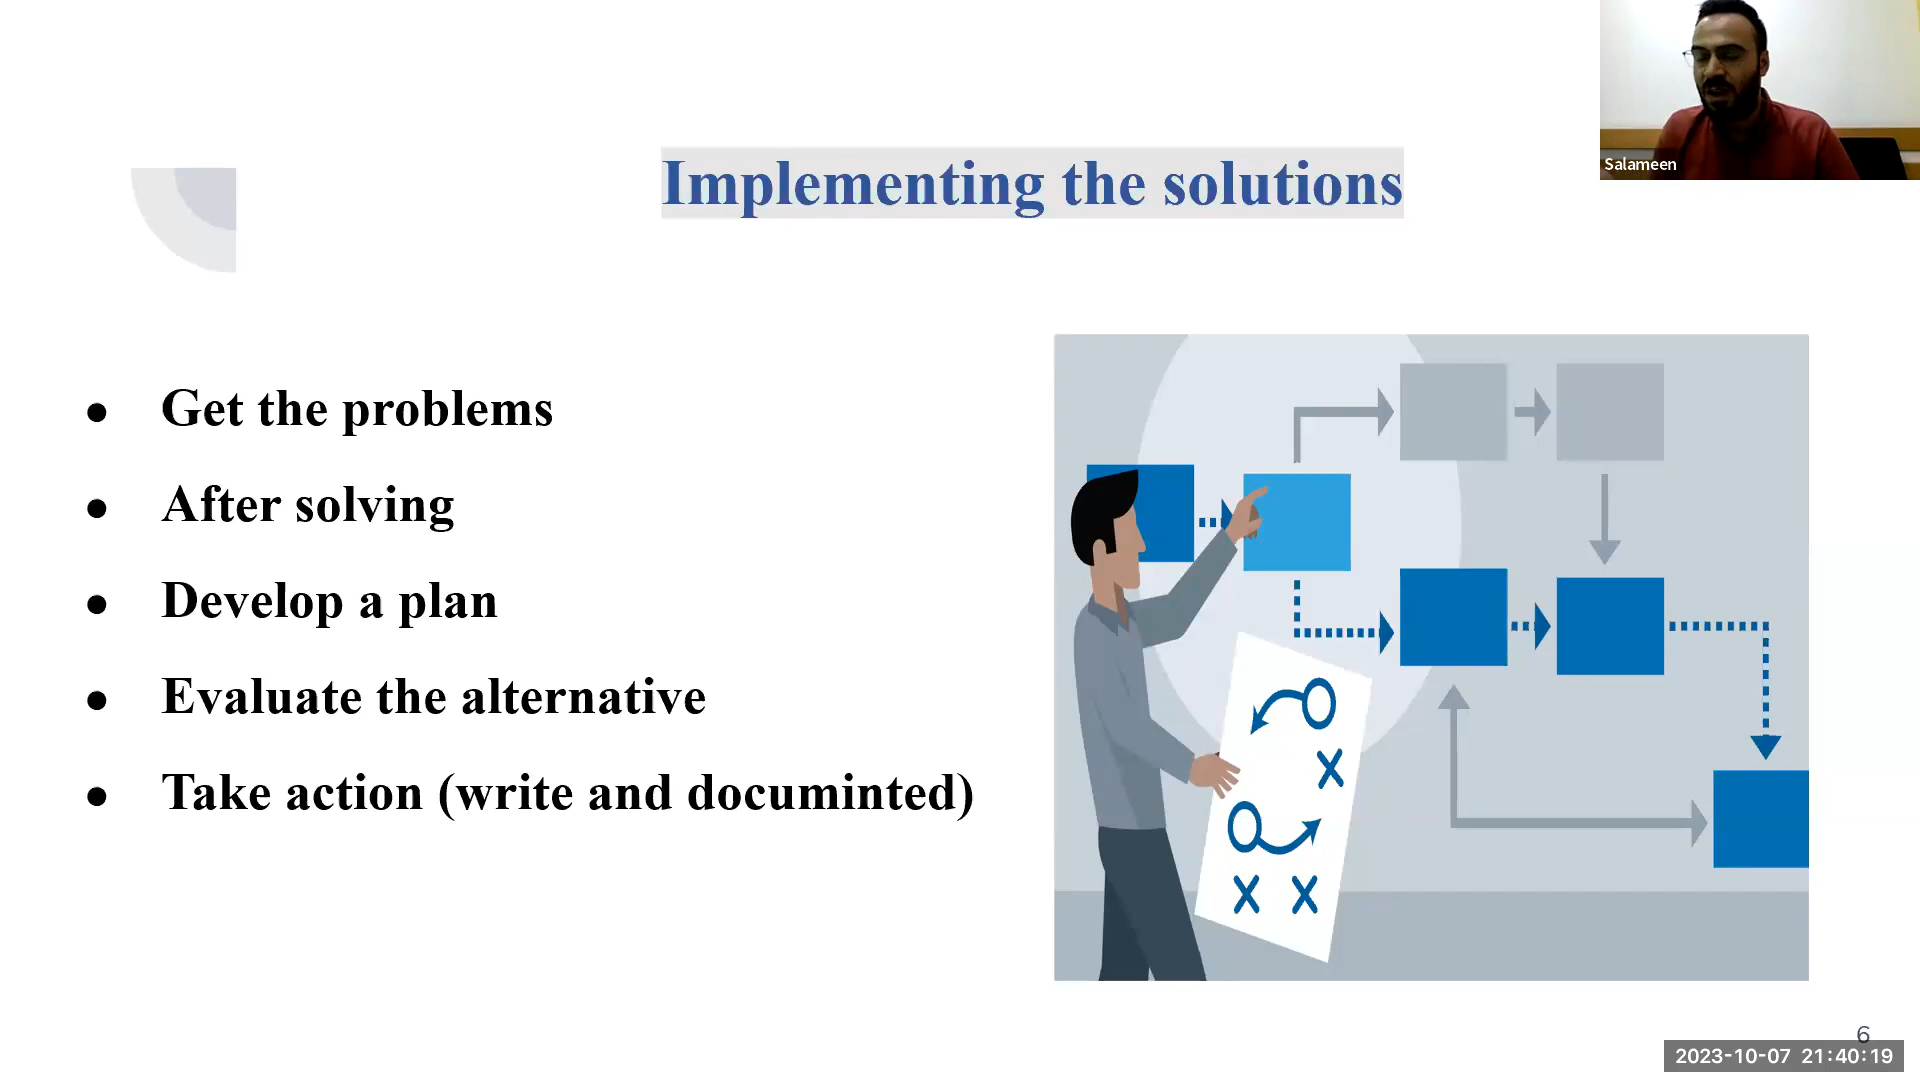 Salameen
Implementing the solutions
● Get the problems
● After solving
● Develop a plan
● Evaluate the alternative
● Take action (write and documinted)
X
X X
6
2023-10-07 21:40:19